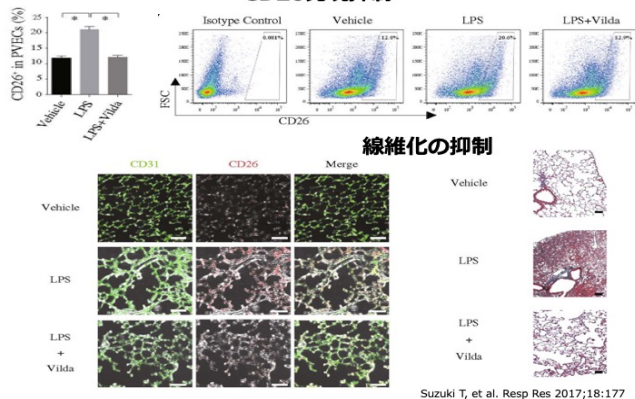 CD26⁺ in PVECs (%)
25
20
15
10
5
0
* *
Vehicle
LPS
LPS+Vilda
Isotype Control
Vehicle
LPS
LPS+Vilda
0.001%
12.0%
20.6%
12.9%
FSC
CD26
線維化の抑制
CD31
CD26
Merge
Vehicle
LPS
LPS
+
Vilda
Vehicle
LPS
LPS
+
Vilda
Suzuki T, et al. Resp Res 2017;18:177